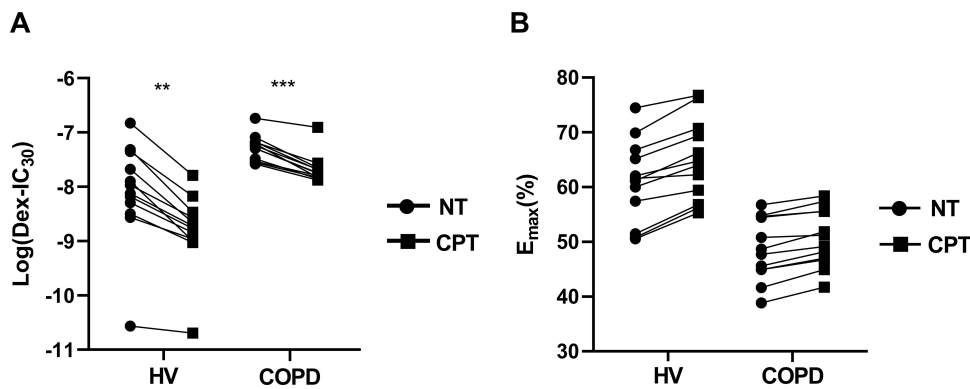 A
Log(Dex-IC30)
-6
-7
-8
-9
-10
-11
**
***
HV
COPD
NT
CPT
B
Emax(%)
80
70
60
50
40
30
HV
COPD
NT
CPT